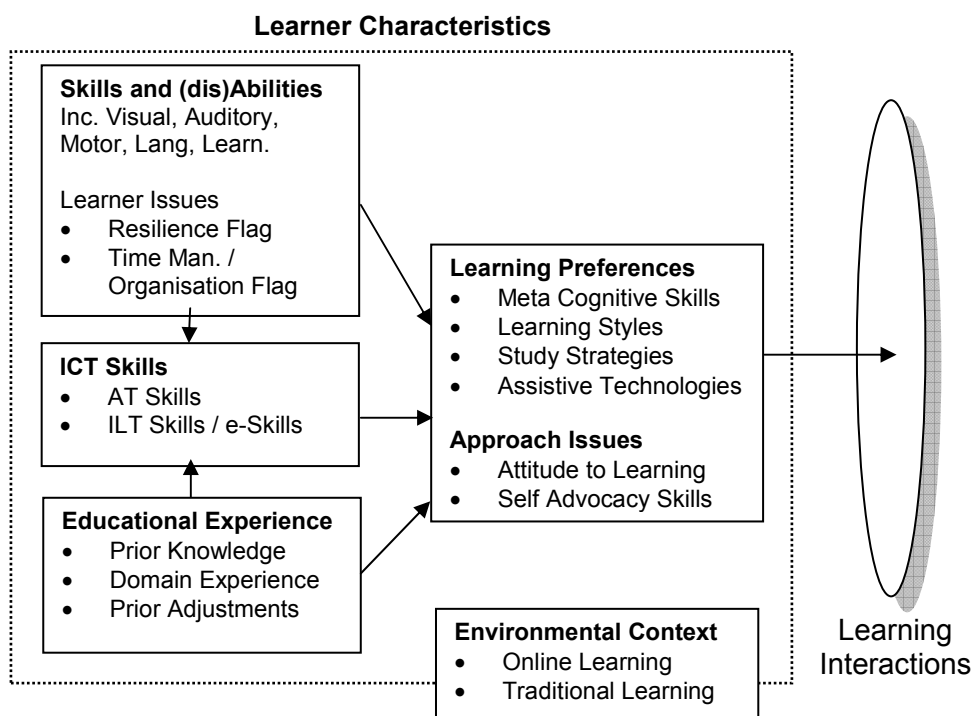 Learner Characteristics
Skills and (dis)Abilities
Inc. Visual, Auditory,
Motor, Lang, Learn.
Learner Issues
• Resilience Flag
• Time Man. /
Organisation Flag
ICT Skills
• AT Skills
• ILT Skills / e-Skills
Educational Experience
• Prior Knowledge
• Domain Experience
• Prior Adjustments
Learning Preferences
• Meta Cognitive Skills
• Learning Styles
• Study Strategies
• Assistive Technologies
Approach Issues
• Attitude to Learning
• Self Advocacy Skills
Environmental Context
• Online Learning
• Traditional Learning
Learning
Interactions